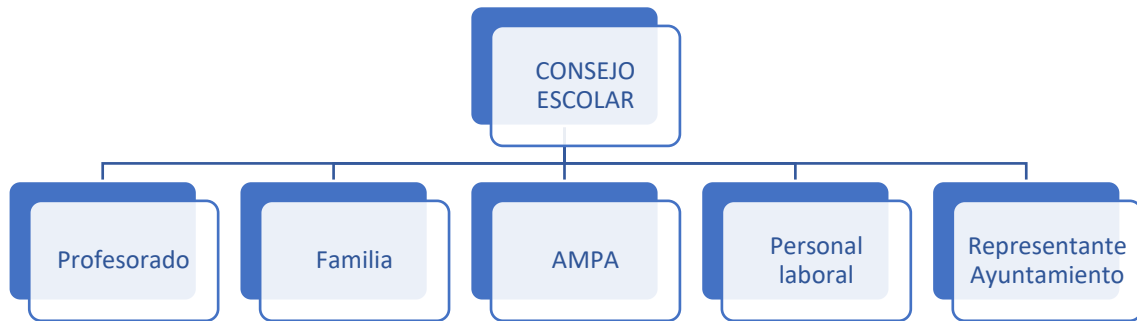 CONSEJO
ESCOLAR
Profesorado
Familia
AMPA
Personal
laboral
Representante
Ayuntamiento